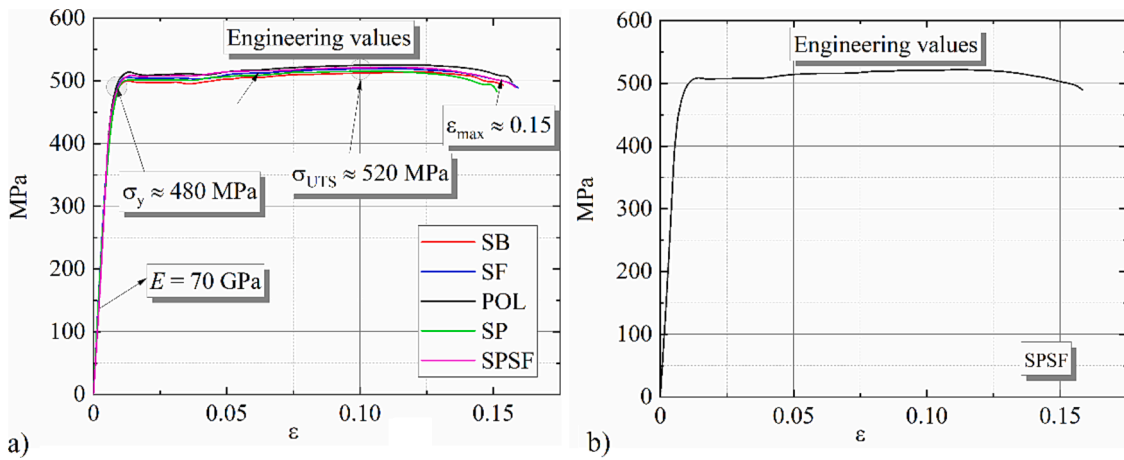 600
500
400
300
200
100
0
MPa
Engineering values
εmax ≈ 0.15
σy ≈ 480 MPa
σUTS ≈ 520 MPa
E = 70 GPa
SB
SF
POL
SP
SPSF
0 0.05 0.10 0.15
ε
a)
600
500
400
300
200
100
0
MPa
Engineering values
SPSF
0 0.05 0.10 0.15
ε
b)